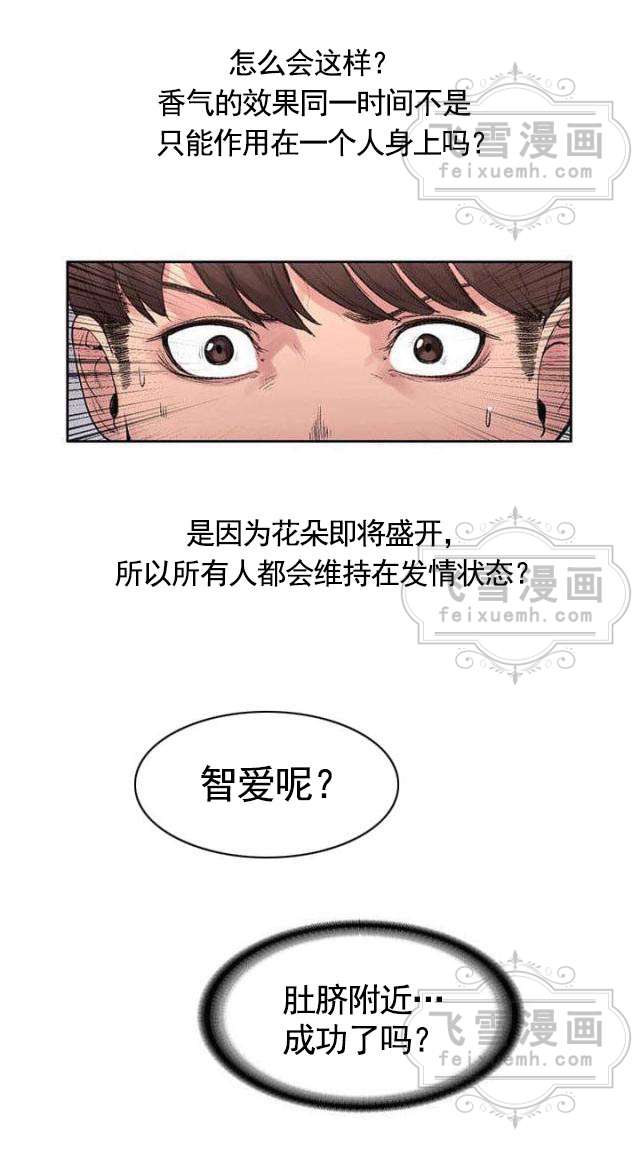 怎么会这样?
香气的效果同一时间不是
只能作用在一个人身上吗?
飞雪漫画
feixuemh.com
是因为花朵即将盛开，
所以所有人都会维持在发情状态?
飞雪漫画
feixuemh.com
智爱呢?
肚脐附近…
成功了吗?
飞雪漫画
feixuemh.com